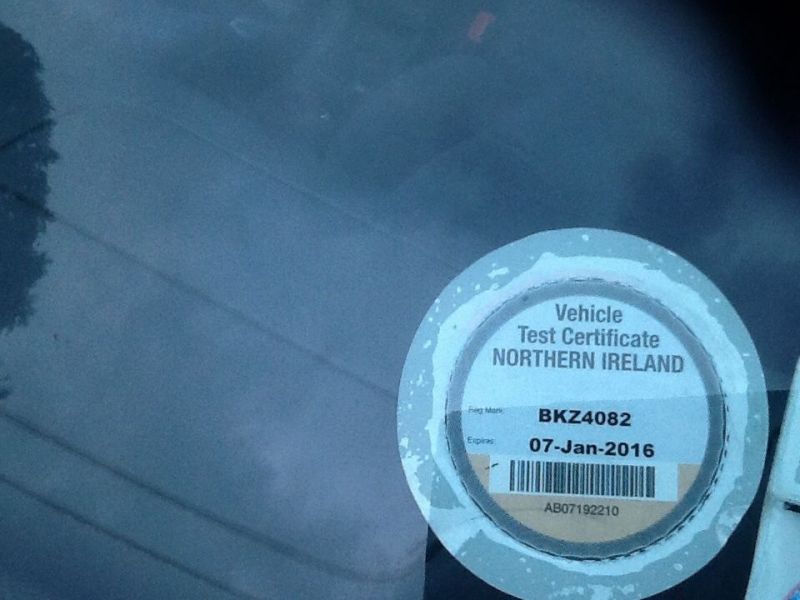 Vehicle
Test Certificate
NORTHERN IRELAND
Reg Mark: BKZ4082
Expires: 07-Jan-2016
AB07192210